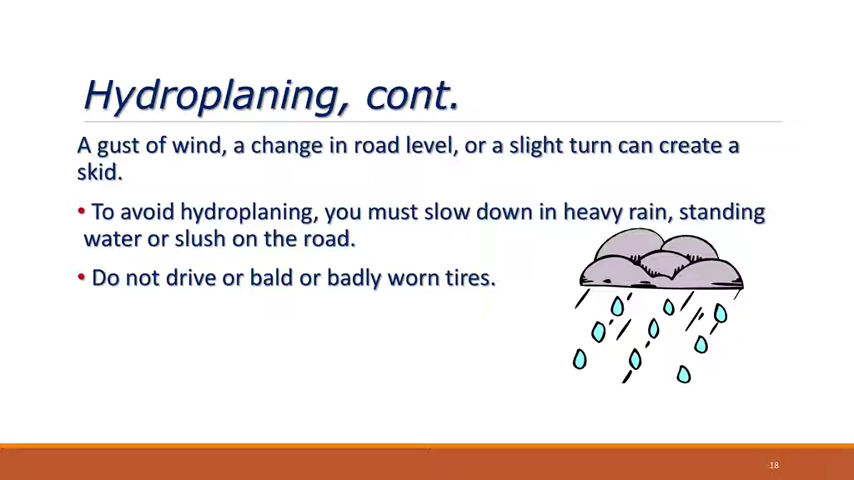 Hydroplaning, cont.
A gust of wind, a change in road level, or a slight turn can create a
skid.
• To avoid hydroplaning, you must slow down in heavy rain, standing
water or slush on the road.
• Do not drive or bald or badly worn tires.
18